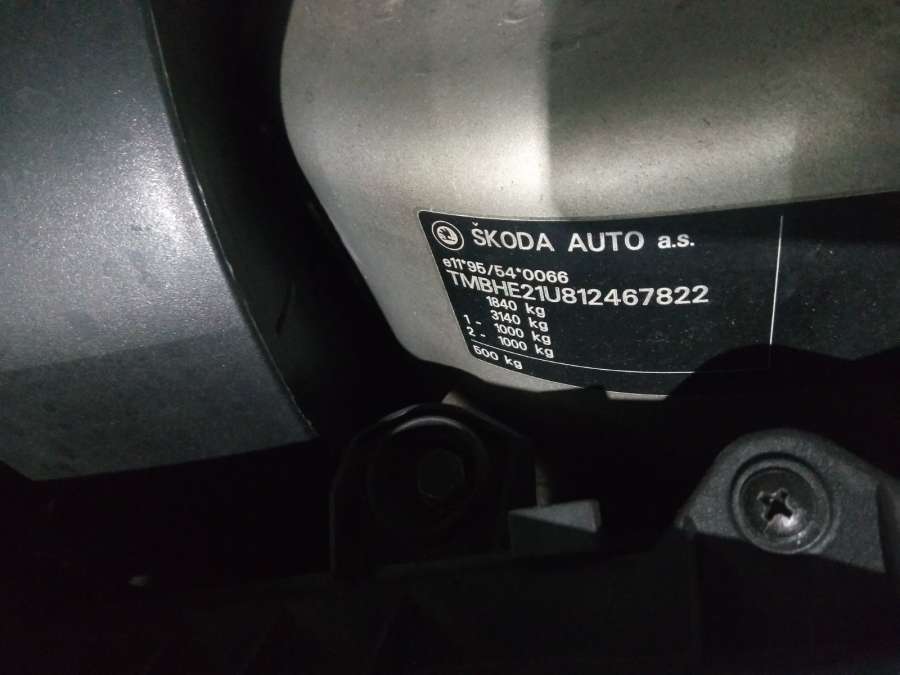 ŠKODA AUTO a.s.
e11*95/54*0066
TMBHE21U812467822
1840 kg
3140 kg
1 - 1000 kg
2 - 1000 kg
500 kg